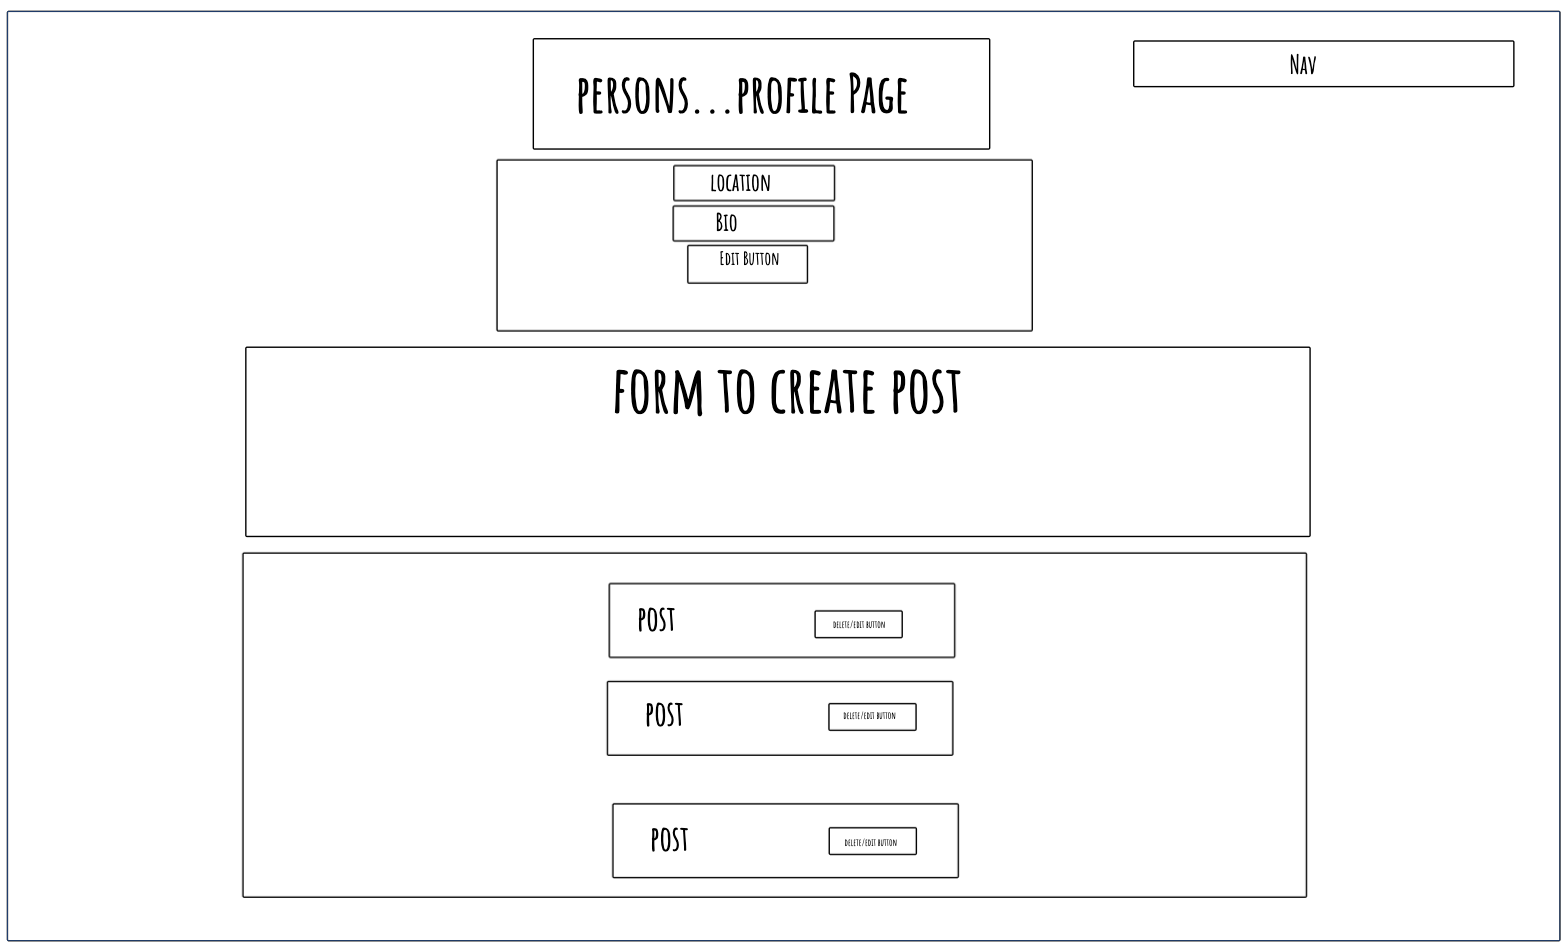 persons...profile Page
Nav
location
Bio
Edit Button
form to create post
post
delete/edit button
post
delete/edit button
post
delete/edit button